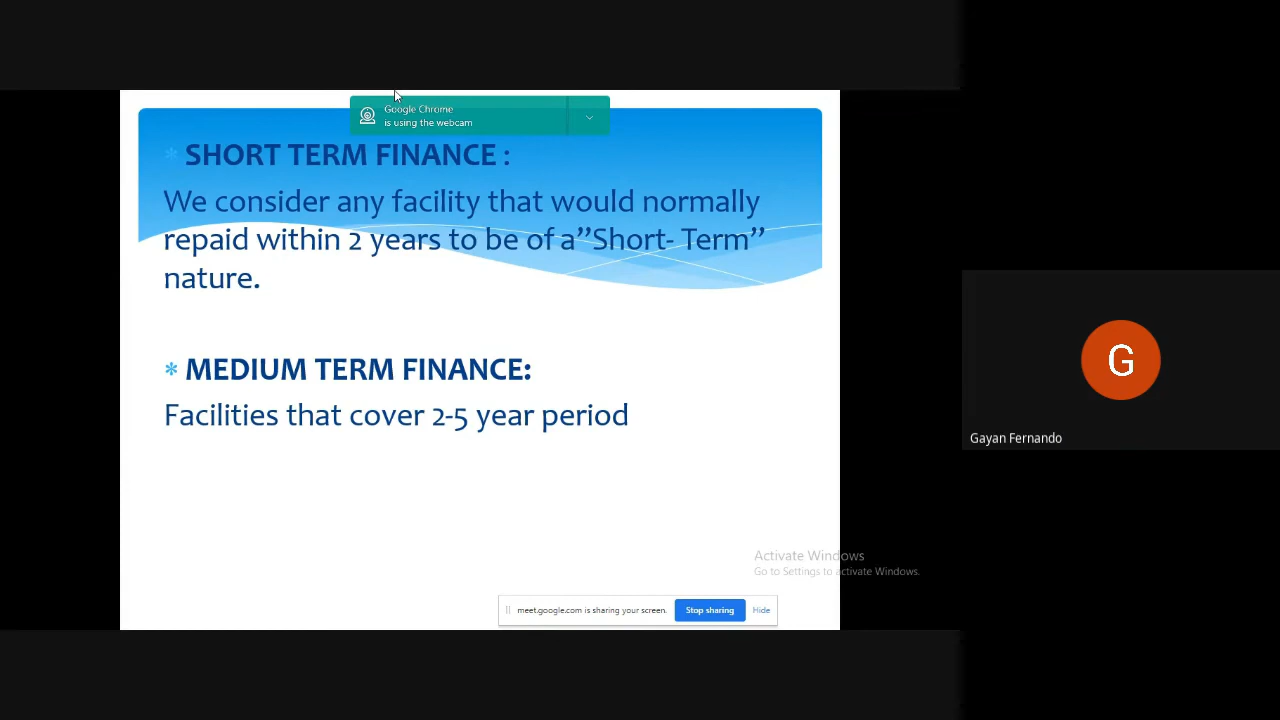 Google Chrome
is using the webcam
* SHORT TERM FINANCE :
We consider any facility that would normally
repaid within 2 years to be of a”Short- Term”
nature.
* MEDIUM TERM FINANCE:
Facilities that cover 2-5 year period
G
Gayan Fernando
Activate Windows
Go to Settings to activate Windows.
meet.google.com is sharing your screen.
Stop sharing
Hide